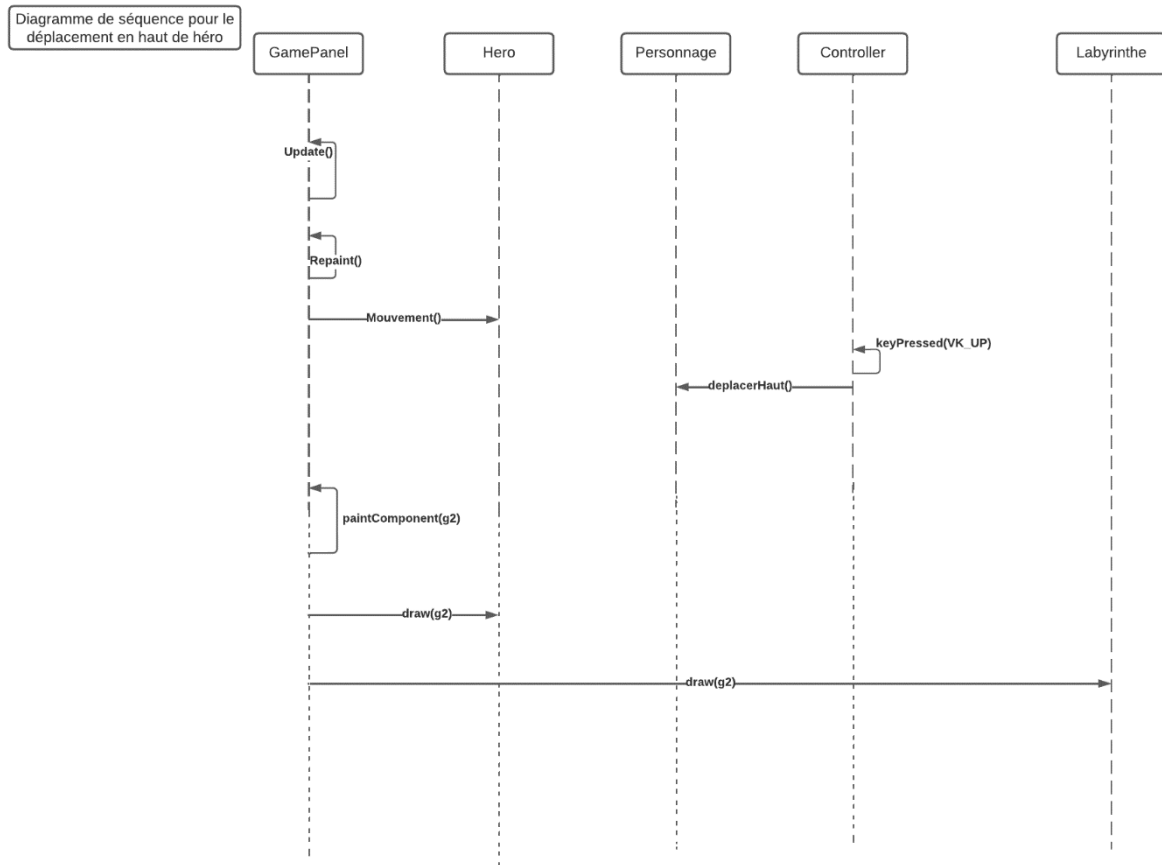 Diagramme de séquence pour le
déplacement en haut de héro
GamePanel
Hero
Personnage
Controller
Labyrinthe
Update()
Repaint()
Mouvement()
keyPressed(VK_UP)
deplacerHaut()
paintComponent(g2)
draw(g2)
draw(g2)